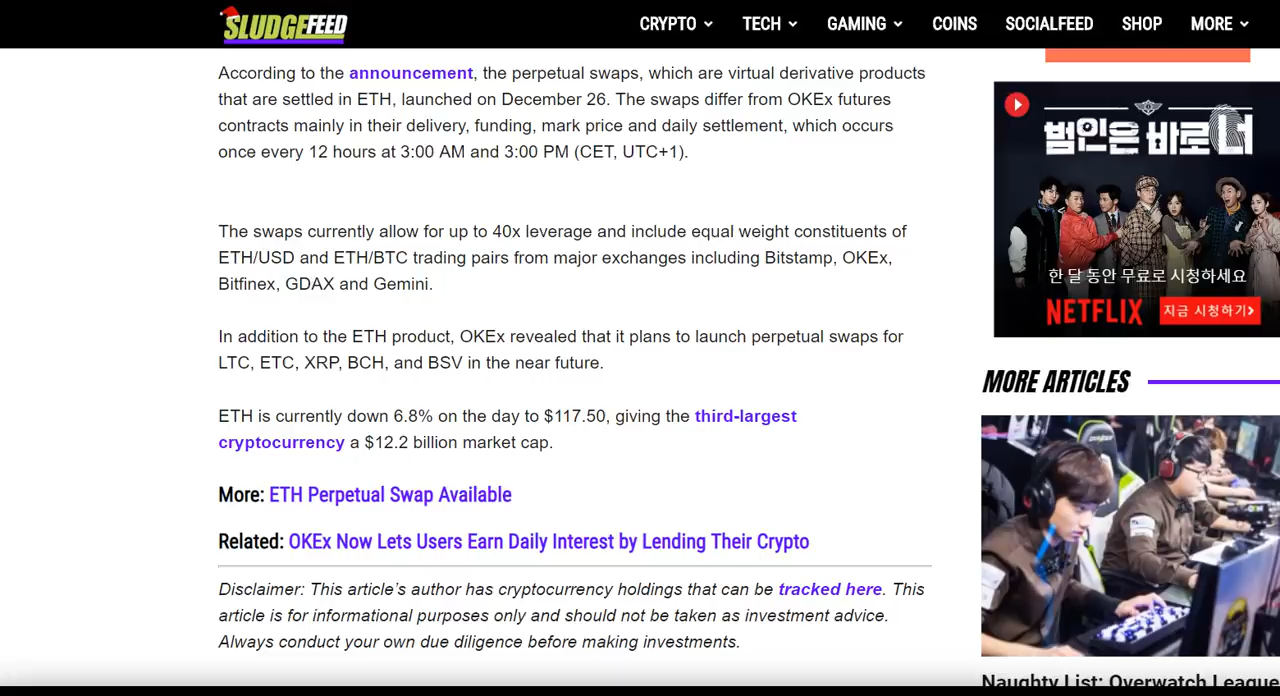 SLUDGEFEED
CRYPTO
TECH
GAMING
COINS
SOCIALFEED
SHOP
MORE
According to the announcement, the perpetual swaps, which are virtual derivative products
that are settled in ETH, launched on December 26. The swaps differ from OKEx futures
contracts mainly in their delivery, funding, mark price and daily settlement, which occurs
once every 12 hours at 3:00 AM and 3:00 PM (CET, UTC+1).
The swaps currently allow for up to 40x leverage and include equal weight constituents of
ETH/USD and ETH/BTC trading pairs from major exchanges including Bitstamp, OKEx,
Bitfinex, GDAX and Gemini.
In addition to the ETH product, OKEx revealed that it plans to launch perpetual swaps for
LTC, ETC, XRP, BCH, and BSV in the near future.
ETH is currently down 6.8% on the day to $117.50, giving the third-largest
cryptocurrency a $12.2 billion market cap.
More: ETH Perpetual Swap Available
Related: OKEx Now Lets Users Earn Daily Interest by Lending Their Crypto
Disclaimer: This article’s author has cryptocurrency holdings that can be tracked here. This
article is for informational purposes only and should not be taken as investment advice.
Always conduct your own due diligence before making investments.
범인은 바로 너
한 달 동안 무료로 시청하세요
NETFLIX
지금 시청하기>
MORE ARTICLES
Naughty List: Overwatch League